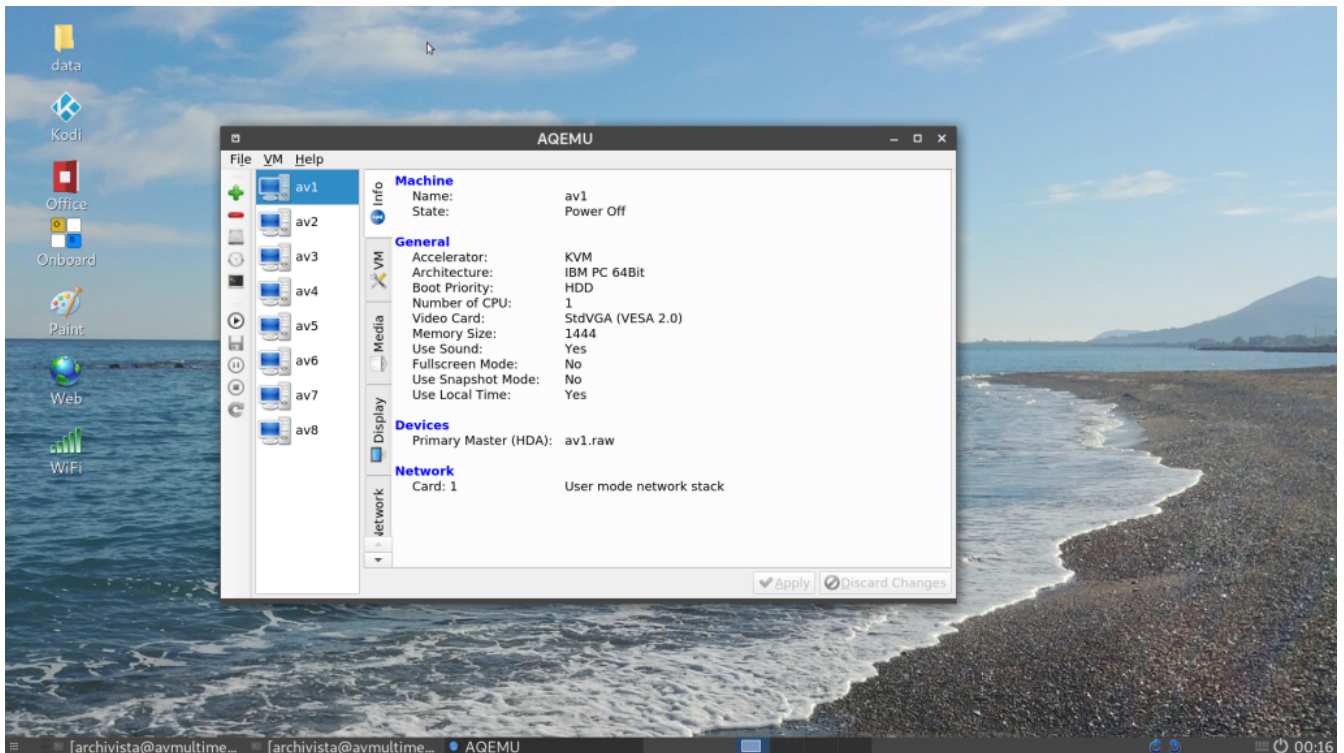 data
Kodi
Office
Onboard
Paint
Web
WiFi
AQEMU
File VM Help
av1
av2
av3
av4
av5
av6
av7
av8
Info
VM
Media
Display
Network
Machine
Name: av1
State: Power Off
General
Accelerator: KVM
Architecture: IBM PC 64Bit
Boot Priority: HDD
Number of CPU: 1
Video Card: StdVGA (VESA 2.0)
Memory Size: 1444
Use Sound: Yes
Fullscreen Mode: No
Use Snapshot Mode: No
Use Local Time: Yes
Devices
Primary Master (HDA): av1.raw
Network
Card: 1 User mode network stack
Apply Discard Changes
[archivista@avmultime... [archivista@avmultime... AQEMU 00:16